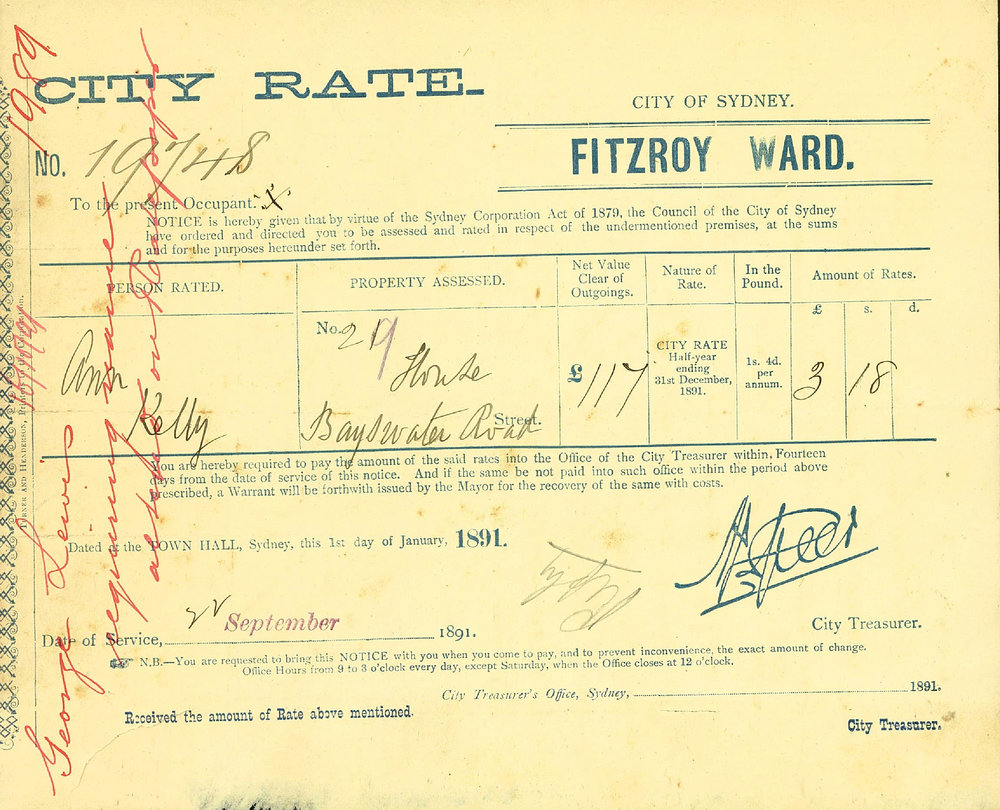 CITY RATE.
CITY OF SYDNEY.
FITZROY WARD.
No. 19748
To the present Occupant:
NOTICE is hereby given that by virtue of the Sydney Corporation Act of 1879, the Council of the City of Sydney
have ordered and directed you to be assessed and rated in respect of the undermentioned premises, at the sums
and for the purposes hereunder set forth.
PERSON RATED.
PROPERTY ASSESSED.
Net Value
Clear of
Outgoings.
Nature of
Rate.
In the
Pound.
Amount of Rates.
£ s. d.
Ann
Kelly
No. 29
House
Bayswater Road Street.
£ 117
CITY RATE
Half-year
ending
31st December,
1891.
1s. 4d.
per
annum.
3 18
You are hereby required to pay the amount of the said rates into the Office of the City Treasurer within, Fourteen
days from the date of service of this notice. And if the same be not paid into such office within the period above
prescribed, a Warrant will be forthwith issued by the Mayor for the recovery of the same with costs.
Dated at the TOWN HALL, Sydney, this 1st day of January, 1891.
City Treasurer.
Date of Service, September 1891.
N.B.—You are requested to bring this NOTICE with you when you come to pay, and to prevent inconvenience, the exact amount of change.
Office Hours from 9 to 3 o'clock every day, except Saturday, when the Office closes at 12 o'clock.
City Treasurer's Office, Sydney, 1891.
Received the amount of Rate above mentioned.
City Treasurer.
TURNER AND HENDERSON, Printers to the Corporation.
George Lewis 1989
requiring name
also on Ratepaper